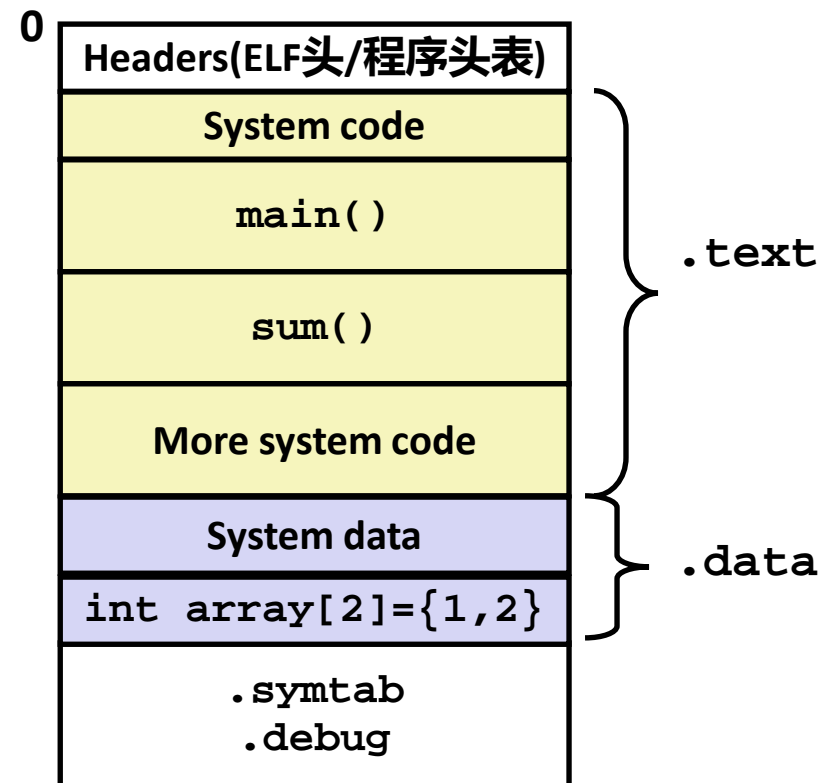 0
Headers(ELF头/程序头表)
System code
main()
sum()
.text
More system code
System data
.data
int array[2]={1,2}
.symtab
.debug